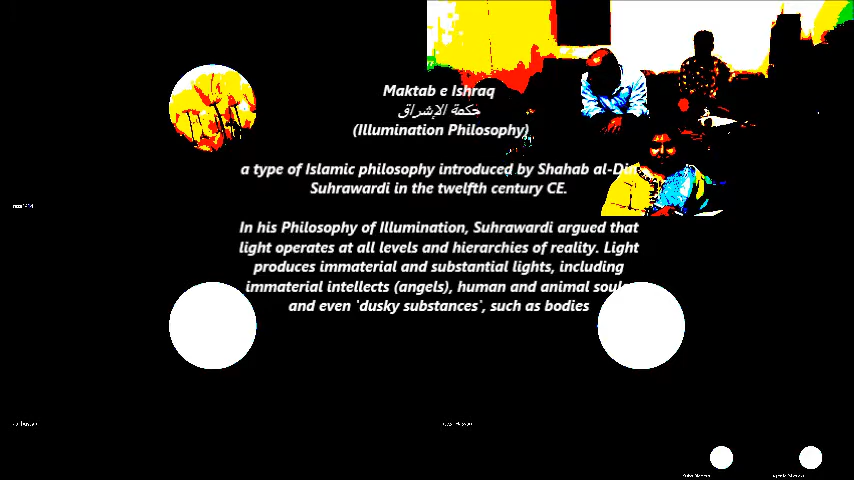 Maktab e Ishraq
حكمة الإشراق
(Illumination Philosophy)
a type of Islamic philosophy introduced by Shahab al-Din
Suhrawardi in the twelfth century CE.
In his Philosophy of Illumination, Suhrawardi argued that
light operates at all levels and hierarchies of reality. Light
produces immaterial and substantial lights, including
immaterial intellects (angels), human and animal souls
and even 'dusky substances', such as bodies